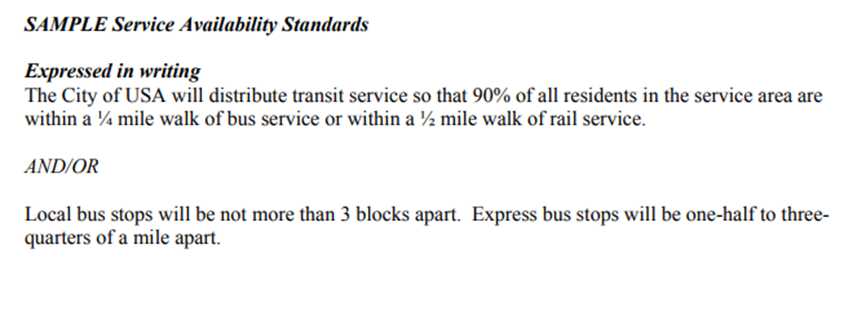 SAMPLE Service Availability Standards
Expressed in writing
The City of USA will distribute transit service so that 90% of all residents in the service area are
within a ¼ mile walk of bus service or within a ½ mile walk of rail service.
AND/OR
Local bus stops will be not more than 3 blocks apart.  Express bus stops will be one-half to three-
quarters of a mile apart.